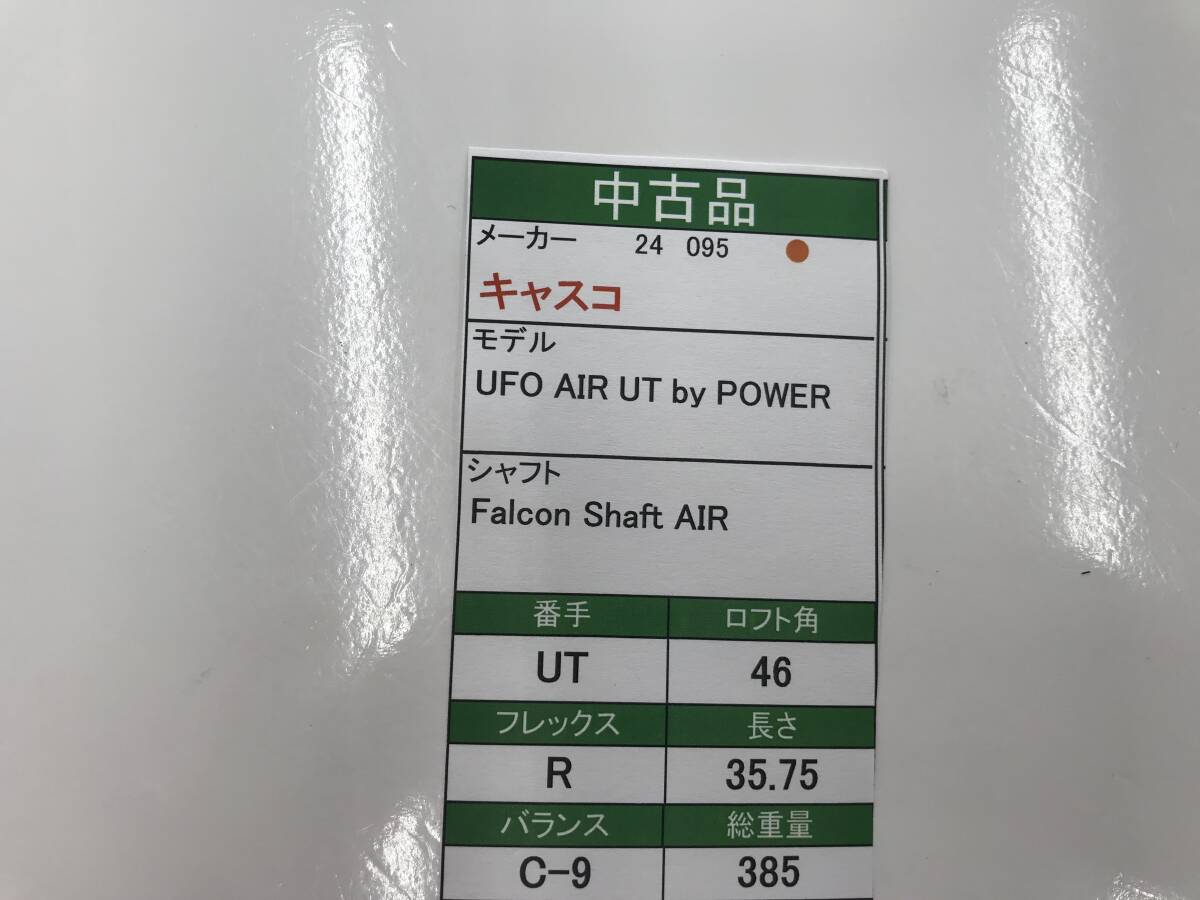 中古品
メーカー 24 095
キャスコ
モデル
UFO AIR UT by POWER
シャフト
Falcon Shaft AIR
番手 ロフト角
UT 46
フレックス 長さ
R 35.75
バランス 総重量
C-9 385